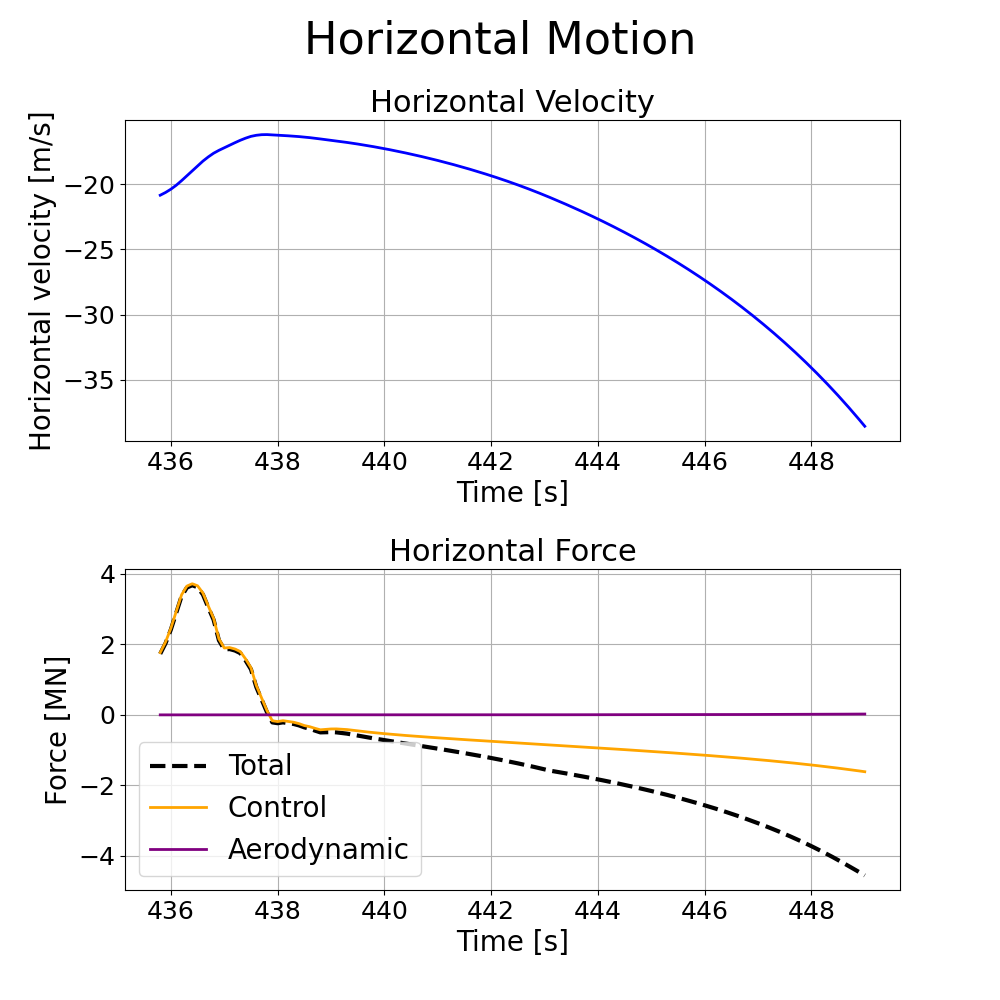 Horizontal Motion
Horizontal Velocity
Horizontal velocity [m/s]
−20
−25
−30
−35
436 438 440 442 444 446 448
Time [s]
Horizontal Force
Force [MN]
4
2
0
−2
−4
Total
Control
Aerodynamic
436 438 440 442 444 446 448
Time [s]